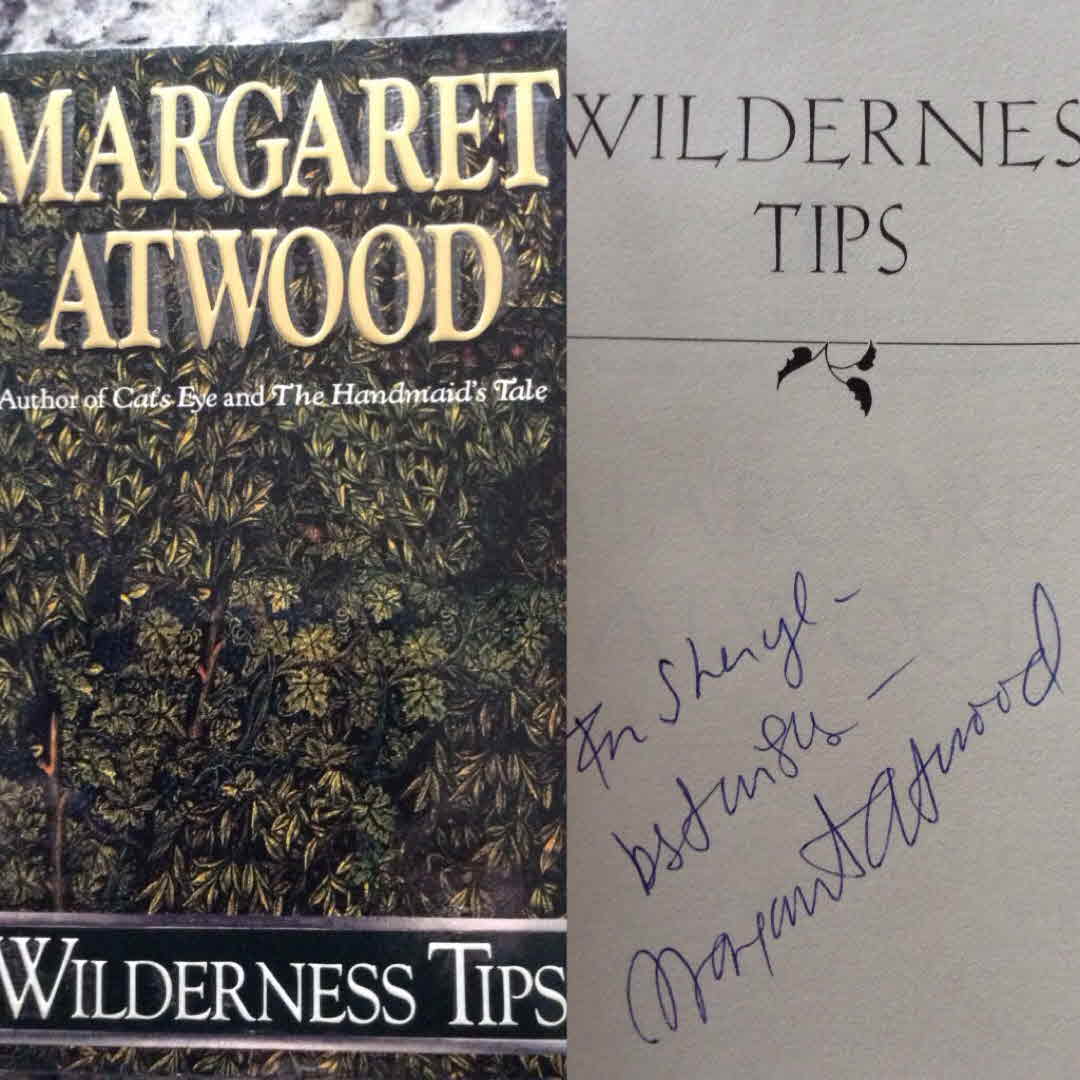 MARGARET
ATWOOD
Author of Cat's Eye and The Handmaid's Tale
WILDERNESS TIPS
WILDERNES
TIPS
For Sheryl -
best wishes -
Margaret Atwood